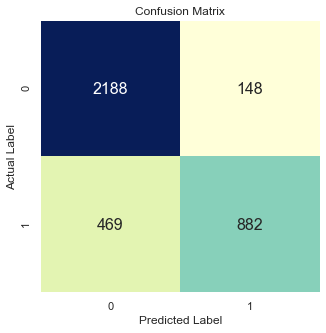 Confusion Matrix
0
2188
148
Actual Label
1
469
882
0
1
Predicted Label